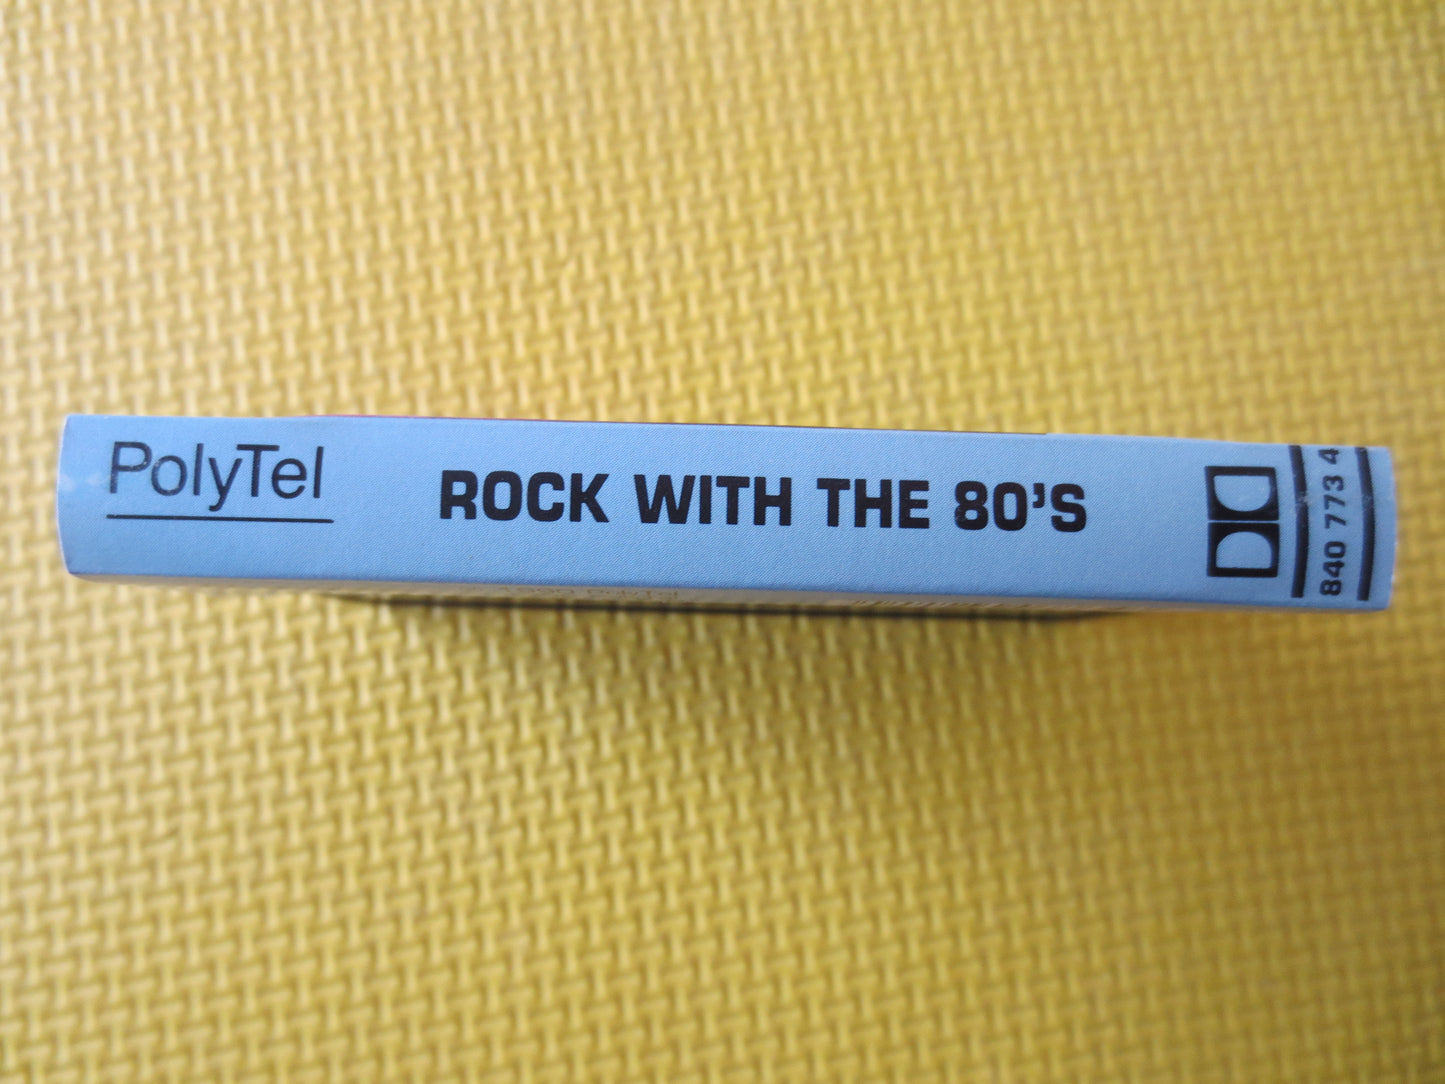 PolyTel
ROCK WITH THE 80'S
840 773 4